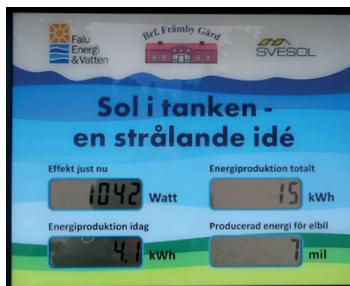 Falu
Energi
& Vatten
Brf. Främby Gård
SVESOL
Sol i tanken -
en strålande idé
Effekt just nu
1042 Watt
Energiproduktion totalt
15 kWh
Energiproduktion idag
4.1 kWh
Producerad energi för elbil
7 mil